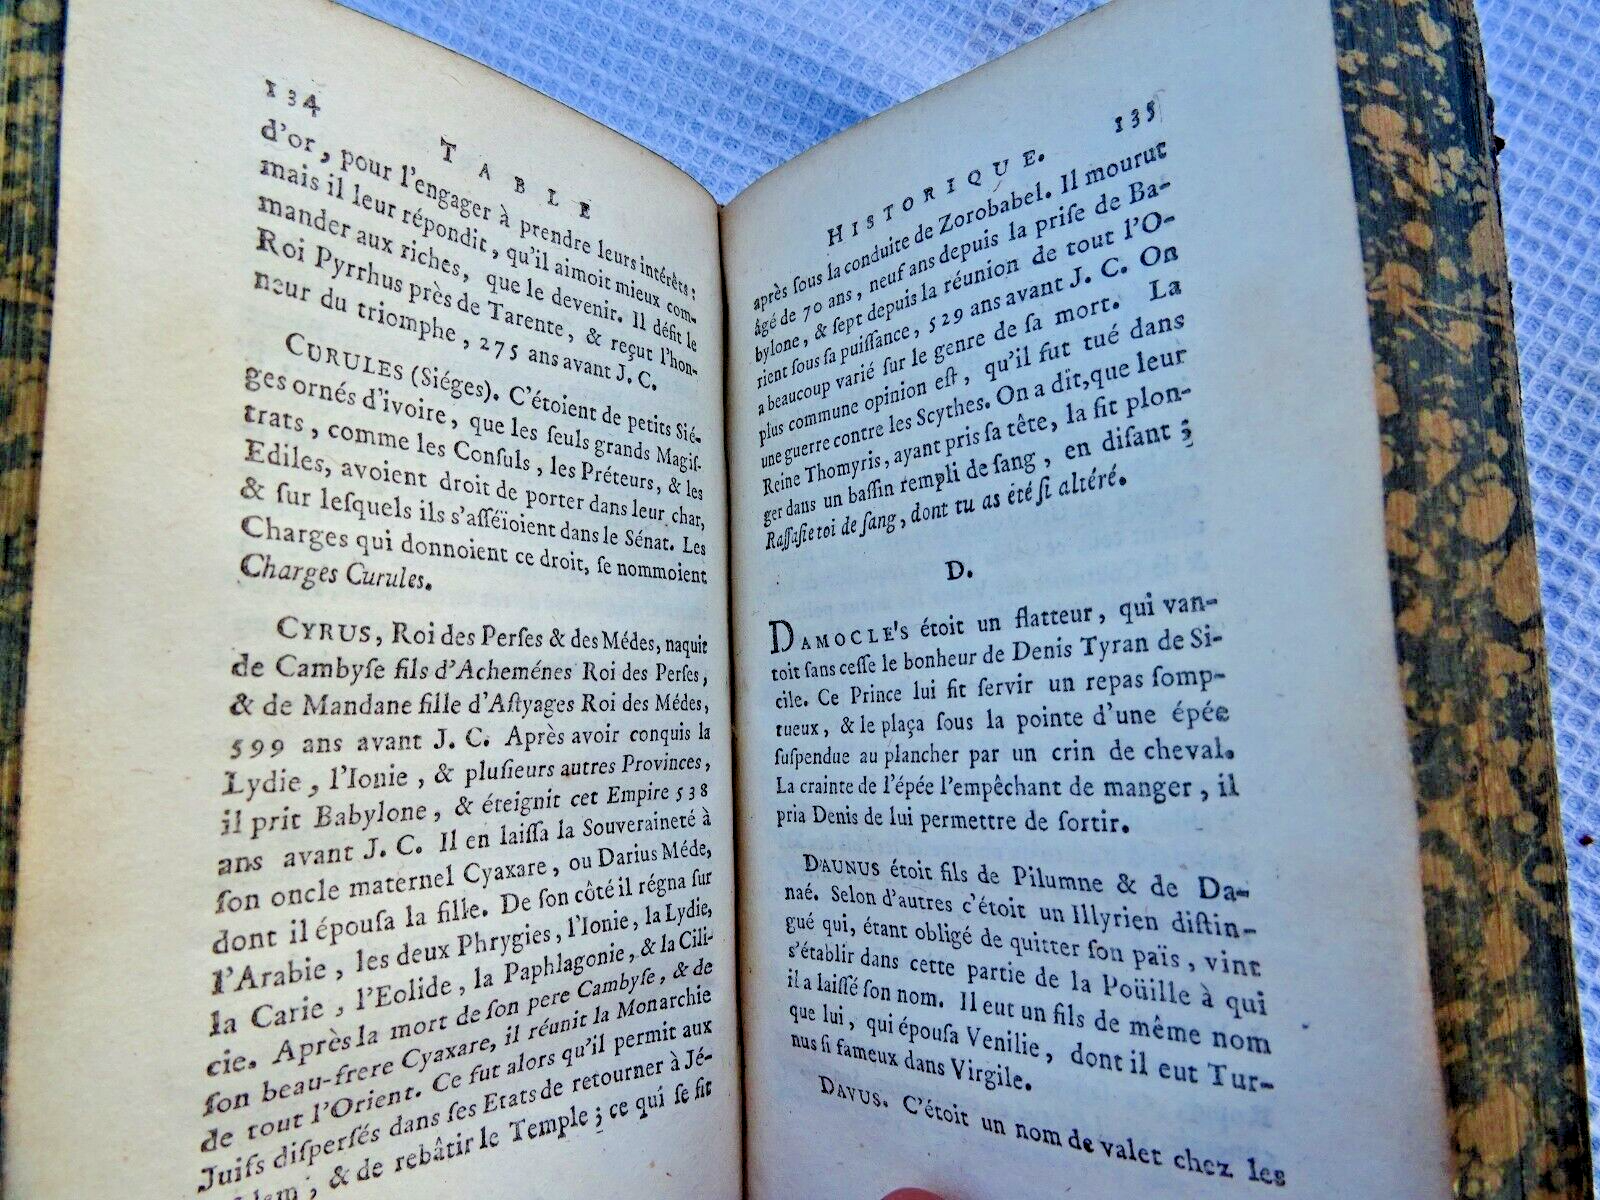 134
TABLE
d'or, pour l'engager à prendre leurs intérêts:
mais il leur répondit, qu'il aimoit mieux com-
mander aux riches, que le devenir. Il défit le
Roi Pyrrhus près de Tarente, & reçut l'hon-
neur du triomphe, 275 ans avant J. C.
CURULES (Siéges). C'étoient de petits Sié-
ges ornés d'ivoire, que les ſeuls grands Magiſ-
trats, comme les Conſuls, les Préteurs, & les
Ediles, avoient droit de porter dans leur char,
& ſur leſquels ils s'aſſéïoient dans le Sénat. Les
Charges qui donnoient ce droit, ſe nommoient
Charges Curules.
CYRUS, Roi des Perſes & des Médes, naquit
de Cambyſe fils d'Acheménes Roi des Perſes,
& de Mandane fille d'Aſtyages Roi des Médes,
599 ans avant J. C. Après avoir conquis la
Lydie, l'Ionie, & pluſieurs autres Provinces,
il prit Babylone, & éteignit cet Empire 538
ans avant J. C. Il en laiſſa la Souveraineté à
ſon oncle maternel Cyaxare, ou Darius Méde,
dont il épouſa la fille. De ſon côté il régna ſur
l'Arabie, les deux Phrygies, l'Ionie, la Lydie,
la Carie, l'Eolide, la Paphlagonie, & la Cili-
cie. Après la mort de ſon pere Cambyſe, & de
ſon beau-frere Cyaxare, il réunit la Monarchie
de tout l'Orient. Ce fut alors qu'il permit aux
Juifs diſperſés dans ſes Etats de retourner à Jé-
& de rebâtir le Temple; ce qui ſe fit
HISTORIQUE. 135
après ſous la conduite de Zorobabel. Il mourut
âgé de 70 ans, neuf ans depuis la priſe de Ba-
bylone, & ſept depuis la réunion de tout l'O-
rient ſous ſa puiſſance, 529 ans avant J. C. On
a beaucoup varié ſur le genre de ſa mort. La
plus commune opinion eſt, qu'il fut tué dans
une guerre contre les Scythes. On a dit, que leur
Reine Thomyris, ayant pris ſa tête, la fit plon-
ger dans un baſſin rempli de ſang, en diſant;
Raſſaſie toi de ſang, dont tu as été ſi altéré.
D.
DAMOCLE'S étoit un flatteur, qui van-
toit ſans ceſſe le bonheur de Denis Tyran de Si-
cile. Ce Prince lui fit ſervir un repas ſomp-
tueux, & le plaça ſous la pointe d'une épée
ſuſpendue au plancher par un crin de cheval.
La crainte de l'épée l'empêchant de manger, il
pria Denis de lui permettre de ſortir.
DAUNUS étoit fils de Pilumne & de Da-
naé. Selon d'autres c'étoit un Illyrien diſtin-
gué qui, étant obligé de quitter ſon païs, vint
s'établir dans cette partie de la Poüille à qui
il a laiſſé ſon nom. Il eut un fils de même nom
que lui, qui épouſa Venilie, dont il eut Tur-
nus ſi fameux dans Virgile.
DAVUS. C'étoit un nom de valet chez les